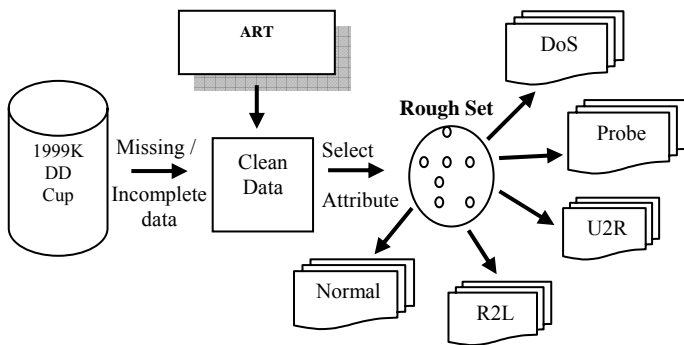 ART
DoS
Rough Set
1999K
DD
Cup
Missing /
Incomplete
data
Clean
Data
Select
Attribute
Probe
U2R
Normal
R2L